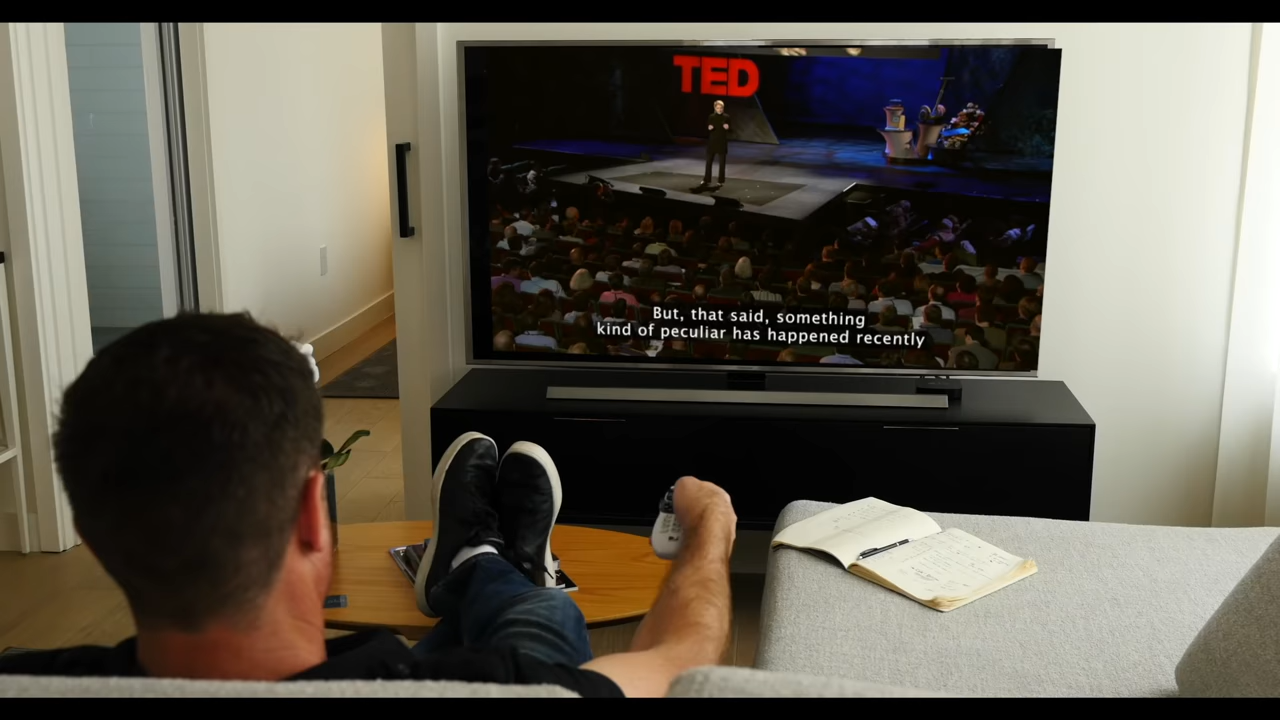 TED
But, that said, something
kind of peculiar has happened recently